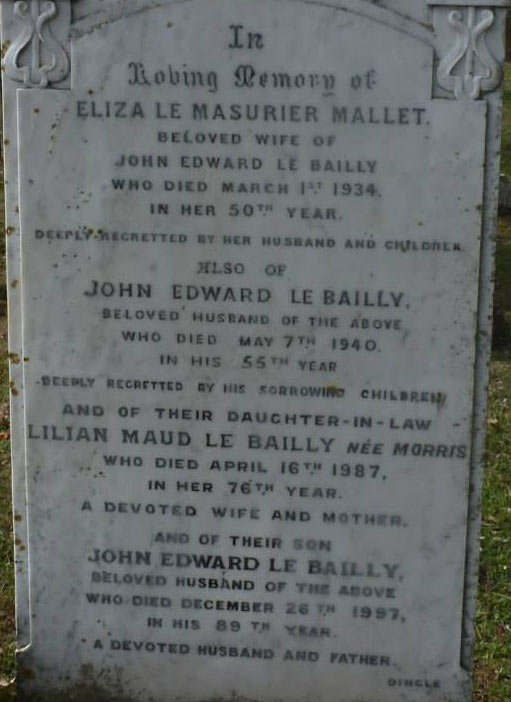 In
Loving Memory of
ELIZA LE MASURIER MALLET.
BELOVED WIFE OF
JOHN EDWARD LE BAILLY
WHO DIED MARCH 1ST 1934.
IN HER 50TH YEAR.
DEEPLY REGRETTED BY HER HUSBAND AND CHILDREN
ALSO OF
JOHN EDWARD LE BAILLY,
BELOVED HUSBAND OF THE ABOVE
WHO DIED MAY 7TH 1940.
IN HIS 55TH YEAR
DEEPLY REGRETTED BY HIS SORROWING CHILDREN
AND OF THEIR DAUGHTER-IN-LAW
LILIAN MAUD LE BAILLY NÉE MORRIS
WHO DIED APRIL 16TH 1987,
IN HER 76TH YEAR.
A DEVOTED WIFE AND MOTHER.
AND OF THEIR SON
JOHN EDWARD LE BAILLY,
BELOVED HUSBAND OF THE ABOVE
WHO DIED DECEMBER 26TH 1997,
IN HIS 89TH YEAR.
A DEVOTED HUSBAND AND FATHER.
DINGLE